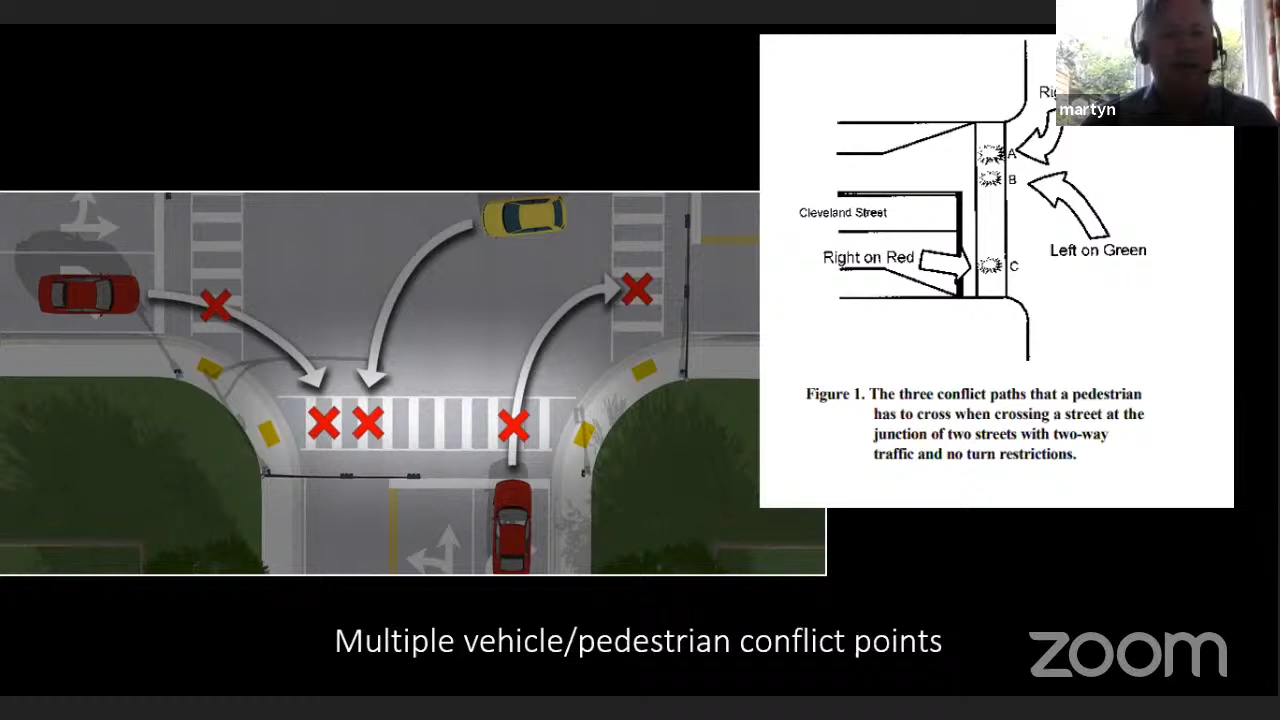 martyn
A
B
Cleveland Street
Left on Green
Right on Red
C
Figure 1. The three conflict paths that a pedestrian
has to cross when crossing a street at the
junction of two streets with two-way
traffic and no turn restrictions.
Multiple vehicle/pedestrian conflict points
zoom